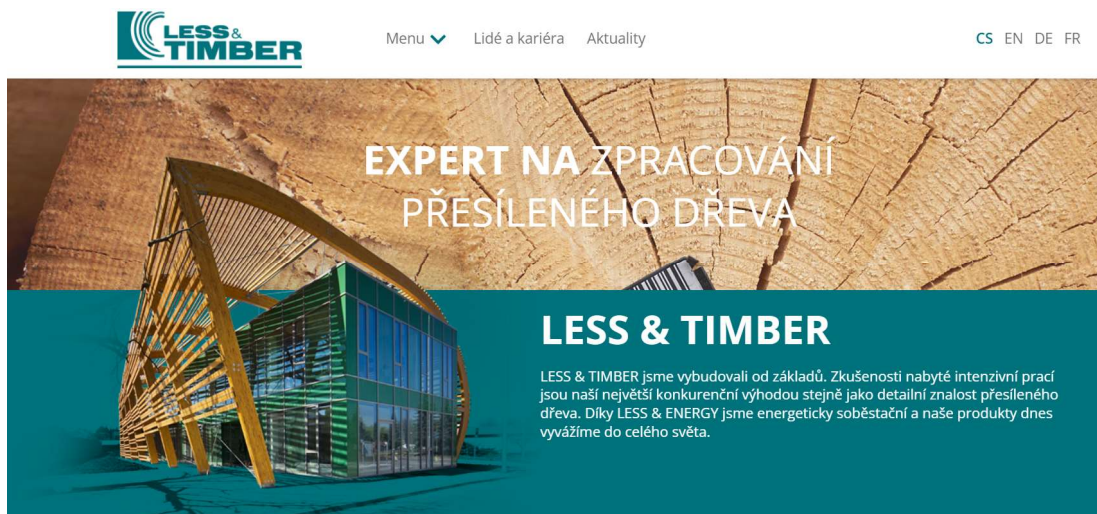 LESS &
TIMBER
Menu
Lidé a kariéra
Aktuality
CS EN DE FR
EXPERT NA ZPRACOVÁNÍ
PŘESÍLENÉHO DŘEVA
LESS & TIMBER
LESS & TIMBER jsme vybudovali od základů. Zkušenosti nabyté intenzivní prací
jsou naší největší konkurenční výhodou stejně jako detailní znalost přesíleného
dřeva. Díky LESS & ENERGY jsme energeticky soběstační a naše produkty dnes
vyvážíme do celého světa.